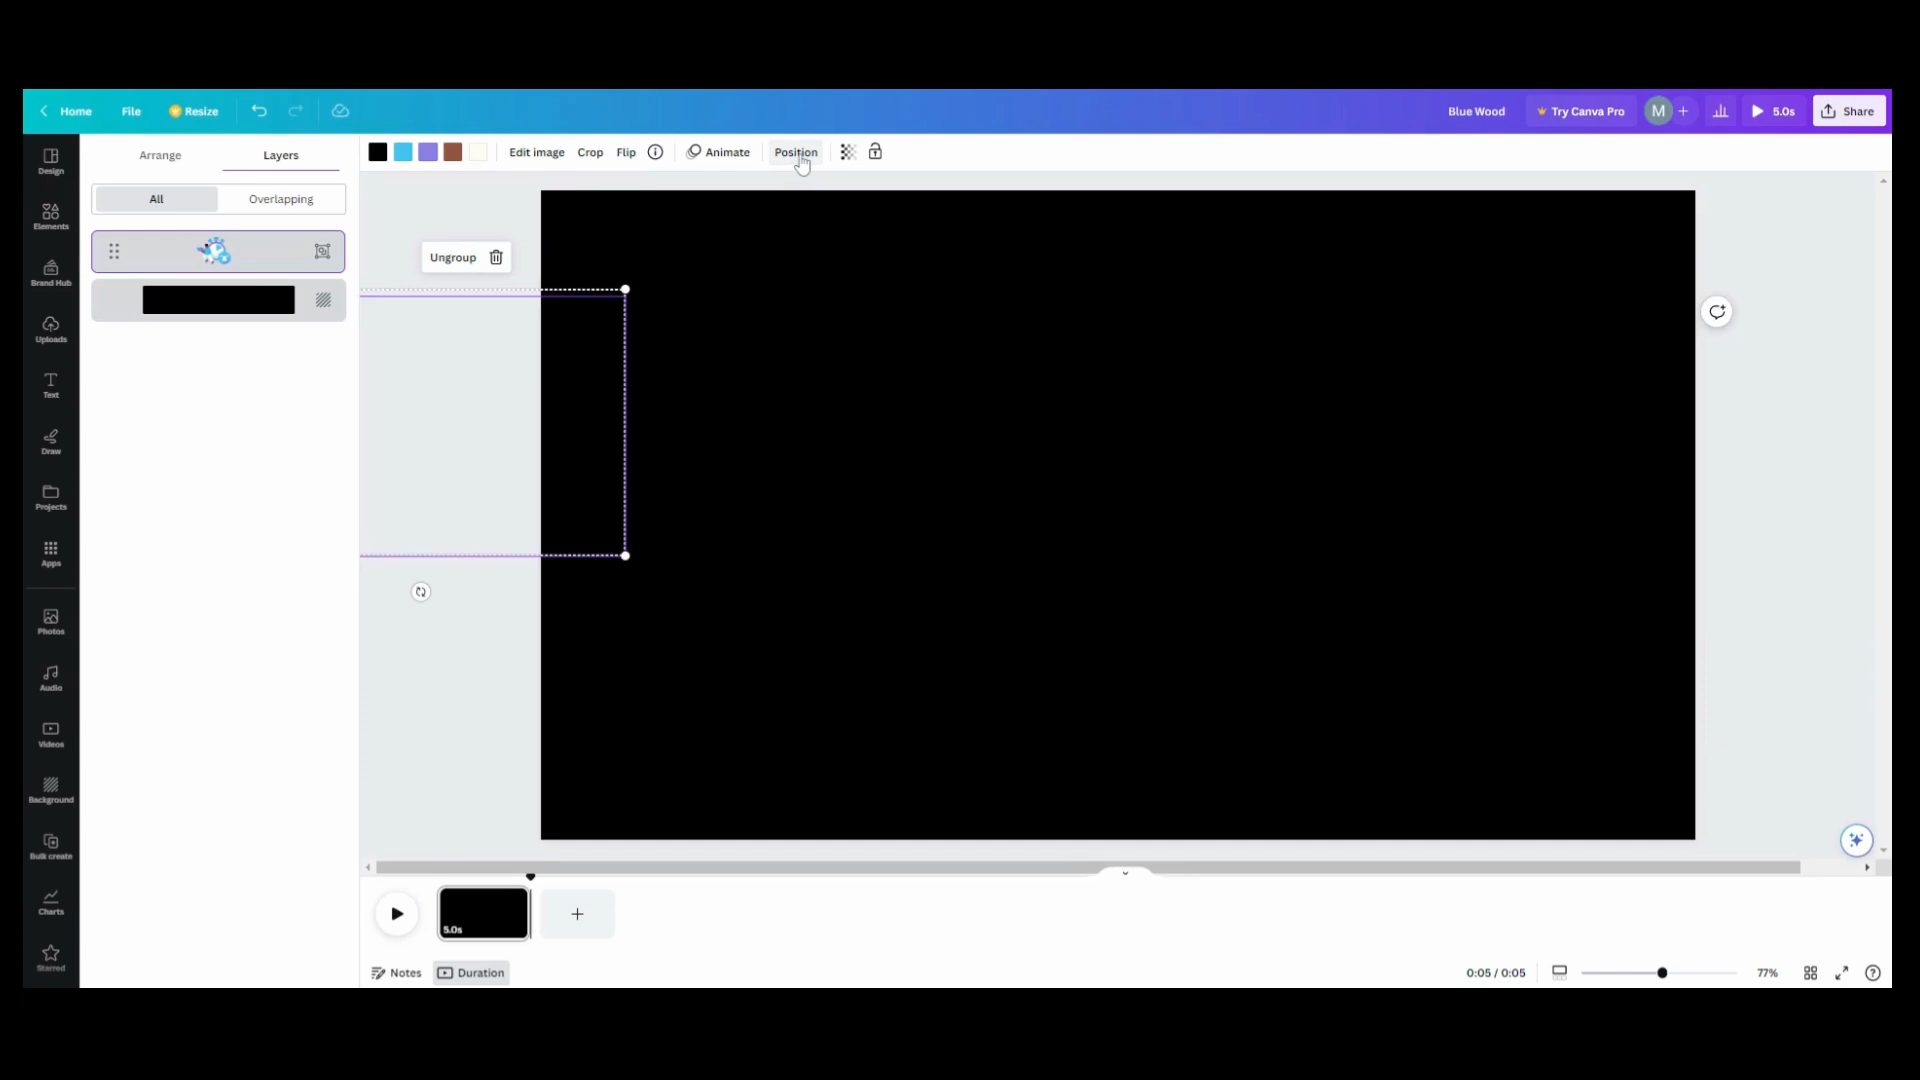 Home File Resize Blue Wood Try Canva Pro M 5.0s Share
Arrange Layers
Edit image Crop Flip Animate Position
All Overlapping
Ungroup
Design
Elements
Brand Hub
Uploads
Text
Draw
Projects
Apps
Photos
Audio
Videos
Background
Bulk create
Charts
Starred
5.0s
Notes Duration 0:05 / 0:05 77%